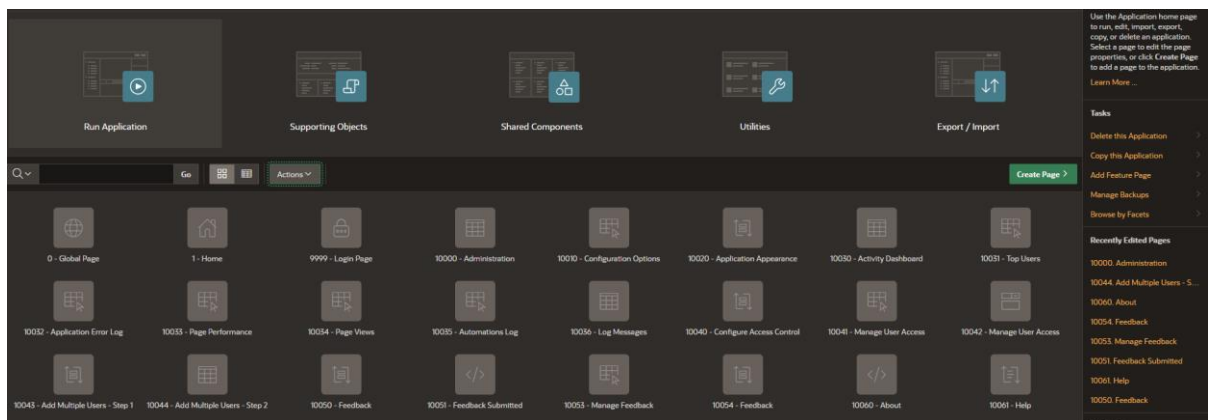 Run Application
Supporting Objects
Shared Components
Utilities
Export / Import
Go
Actions
Create Page >
0 - Global Page
1 - Home
9999 - Login Page
10000 - Administration
10010 - Configuration Options
10020 - Application Appearance
10030 - Activity Dashboard
10031 - Top Users
10032 - Application Error Log
10033 - Page Performance
10034 - Page Views
10035 - Automations Log
10036 - Log Messages
10040 - Configure Access Control
10041 - Manage User Access
10042 - Manage User Access
10043 - Add Multiple Users - Step 1
10044 - Add Multiple Users - Step 2
10050 - Feedback
10051 - Feedback Submitted
10053 - Manage Feedback
10054 - Feedback
10060 - About
10061 - Help
Use the Application home page
to run, edit, import, export,
copy, or delete an application.
Select a page to edit the page
properties, or click Create Page
to add a page to the application.
Learn More ...
Tasks
Delete this Application
Copy this Application
Add Feature Page
Manage Backups
Browse by Facets
Recently Edited Pages
10000. Administration
10044. Add Multiple Users - S...
10060. About
10054. Feedback
10053. Manage Feedback
10051. Feedback Submitted
10061. Help
10050. Feedback